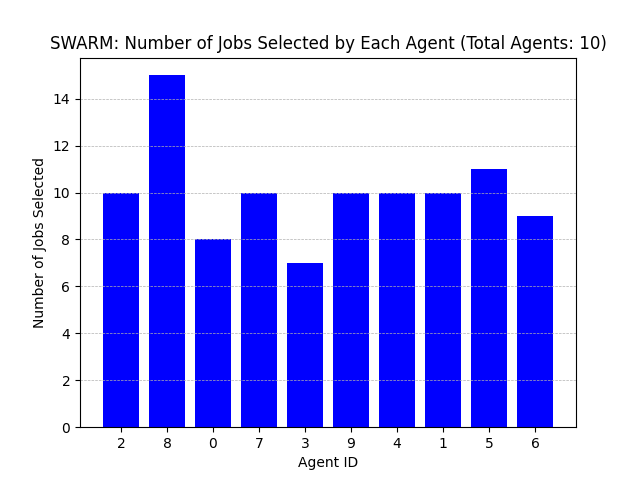 SWARM: Number of Jobs Selected by Each Agent (Total Agents: 10)
14
12
10
8
6
4
2
0
Number of Jobs Selected
2 8 0 7 3 9 4 1 5 6
Agent ID